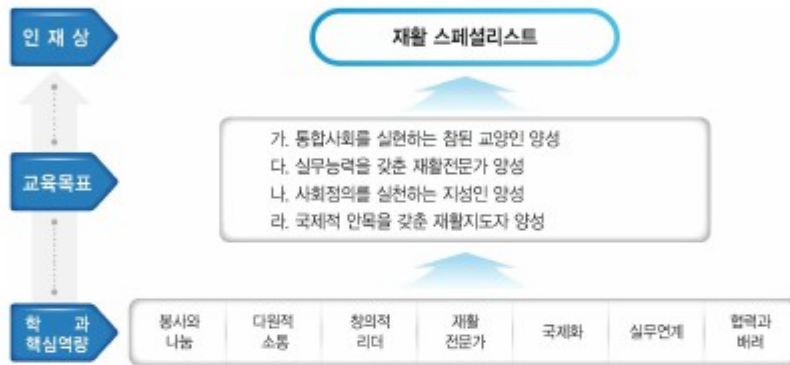 인 재 상
재활 스페셜리스트
교육목표
가. 통합사회를 실현하는 참된 교양인 양성
다. 실무능력을 갖춘 재활전문가 양성
나. 사회정의를 실천하는 지성인 양성
라. 국제적 안목을 갖춘 재활지도자 양성
학 과
핵심역량
봉사와
나눔
다원적
소통
창의적
리더
재활
전문가
국제화
실무연계
협력과
배려